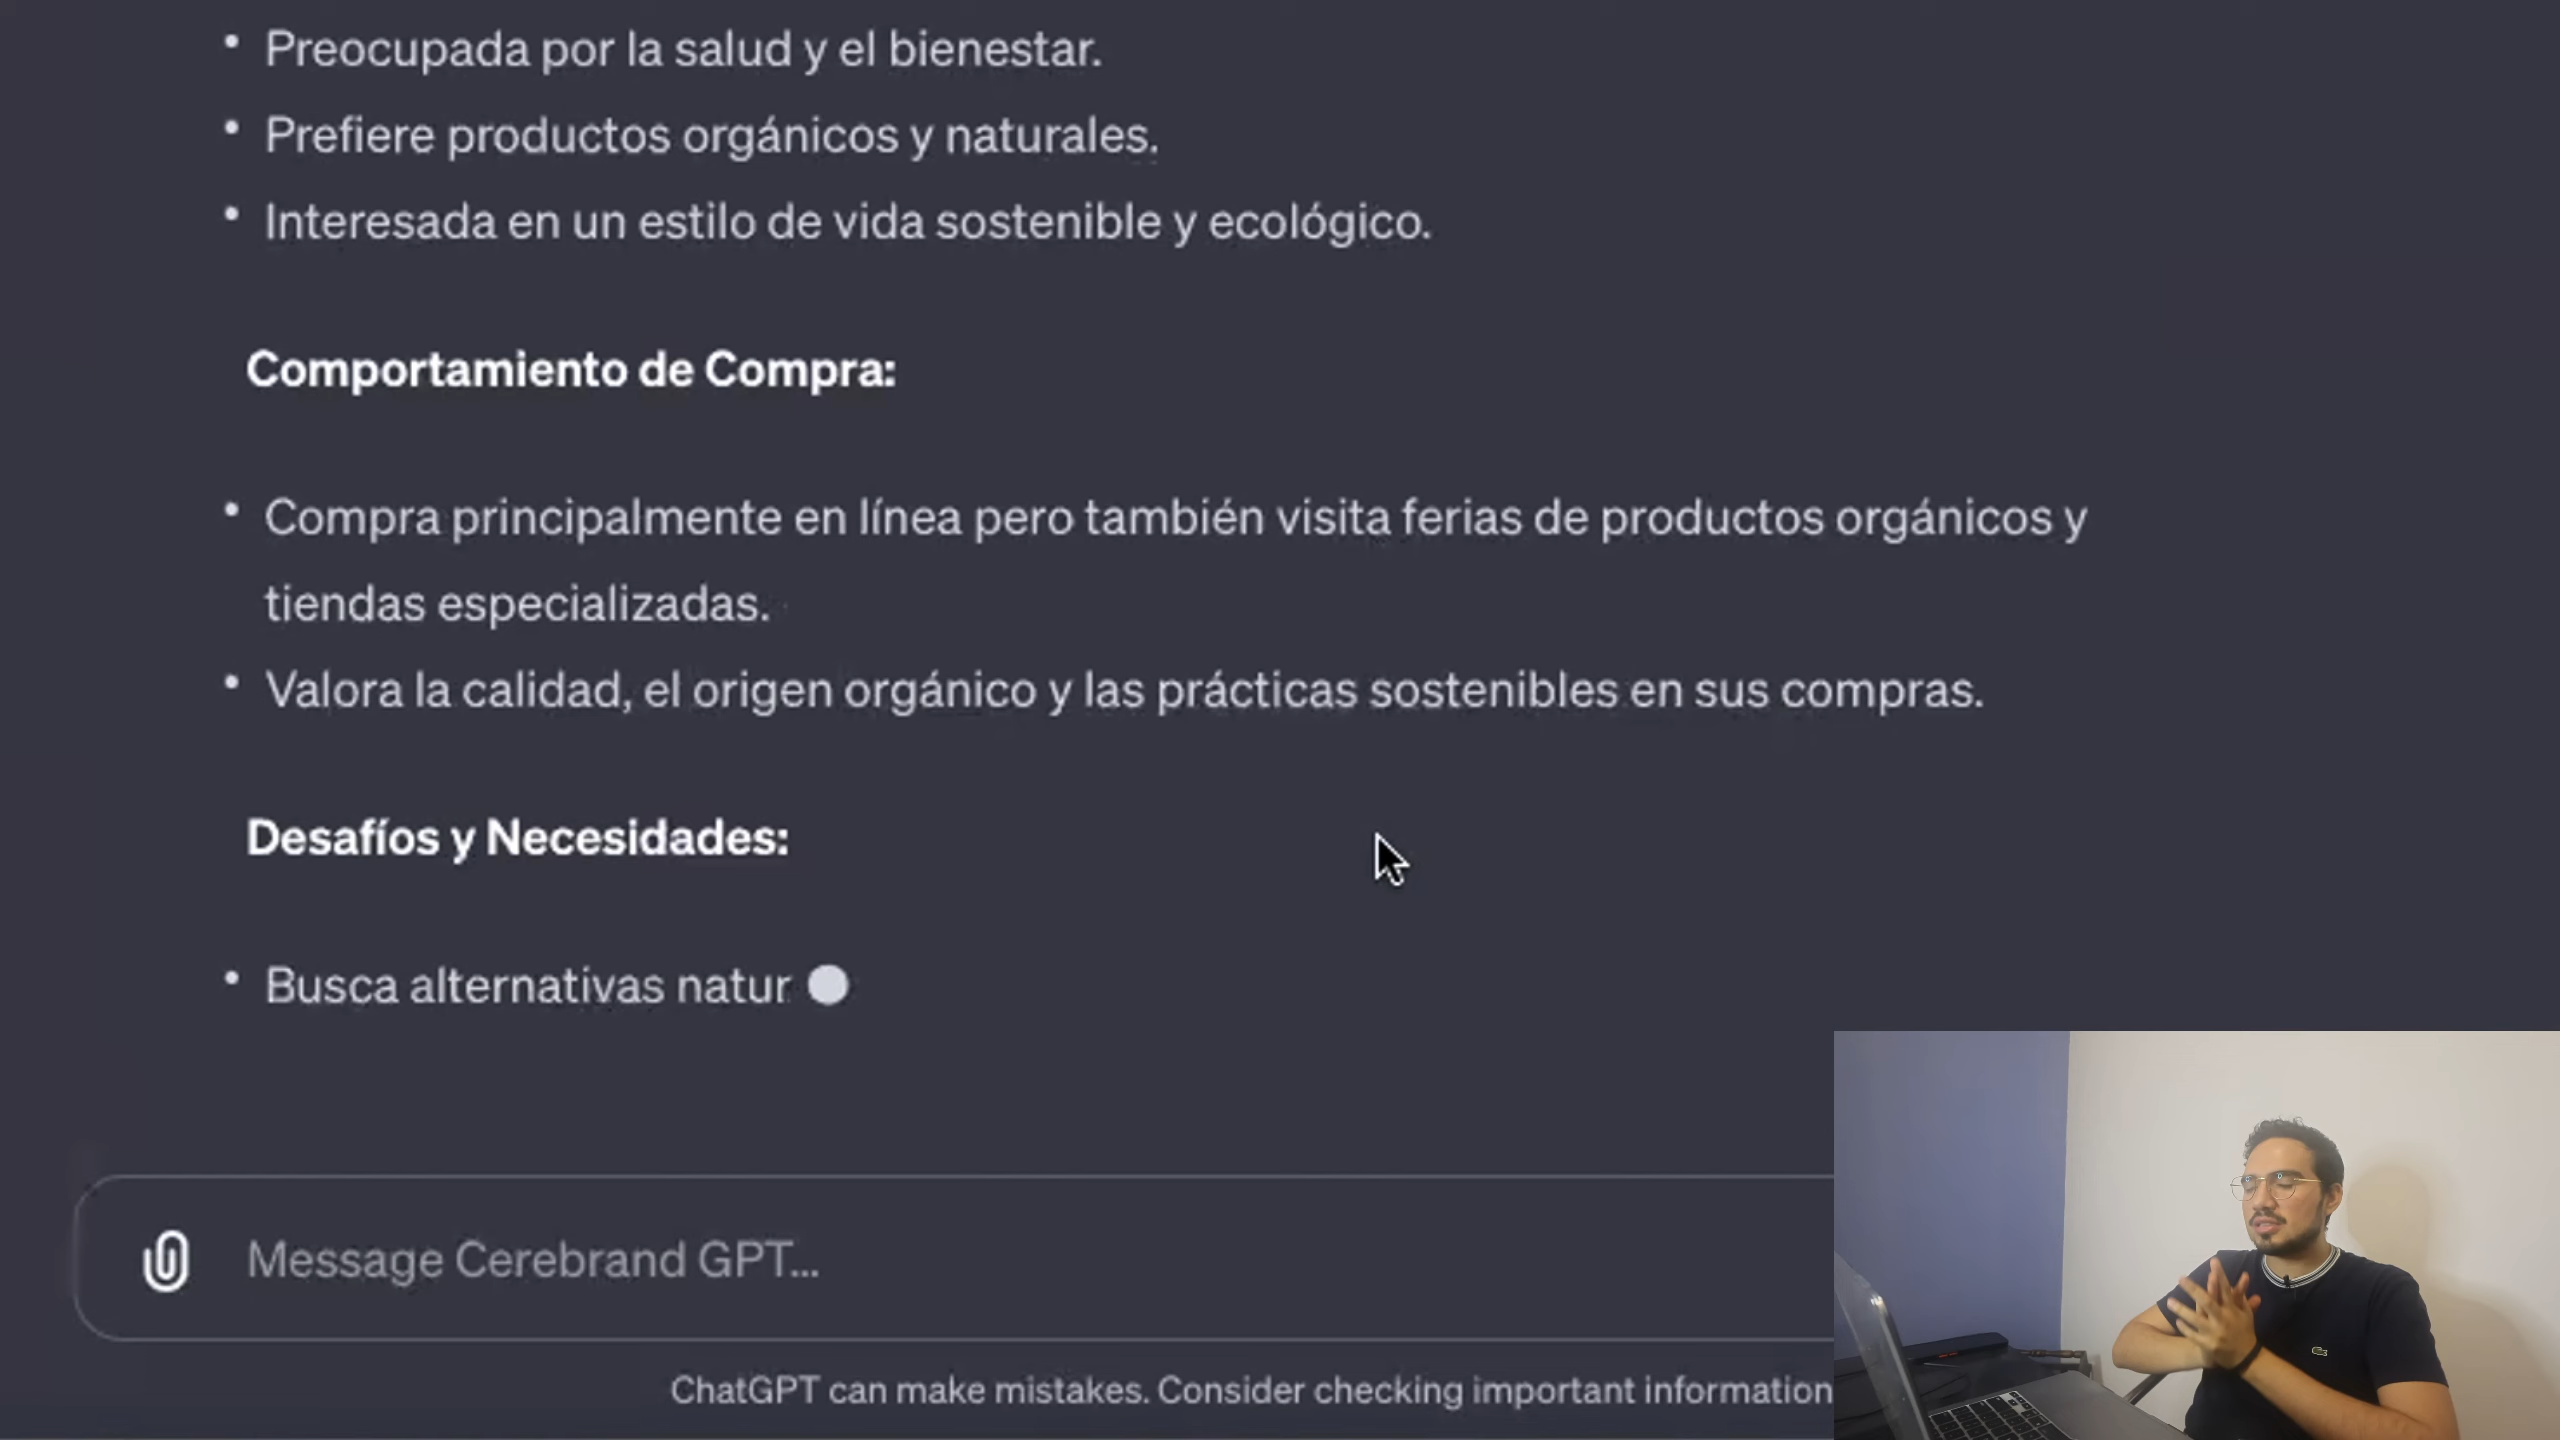 • Preocupada por la salud y el bienestar.
• Prefiere productos orgánicos y naturales.
• Interesada en un estilo de vida sostenible y ecológico.
Comportamiento de Compra:
• Compra principalmente en línea pero también visita ferias de productos orgánicos y
tiendas especializadas.
• Valora la calidad, el origen orgánico y las prácticas sostenibles en sus compras.
Desafíos y Necesidades:
• Busca alternativas natur
Message Cerebrand GPT...
ChatGPT can make mistakes. Consider checking important information